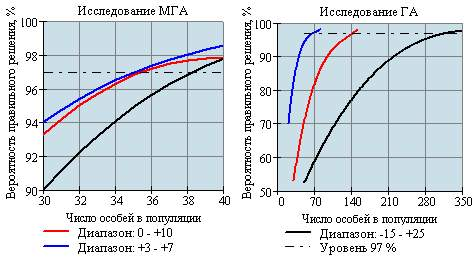 Исследование МГА
Вероятность правильного решения, %
100
98
96
94
92
90
30
32
34
36
38
40
Число особей в популяции
Диапазон: 0 - +10
Диапазон: +3 - +7
Исследование ГА
Вероятность правильного решения, %
100
90
80
70
60
50
0
70
140
210
280
350
Число особей в популяции
Диапазон: -15 - +25
Уровень 97 %